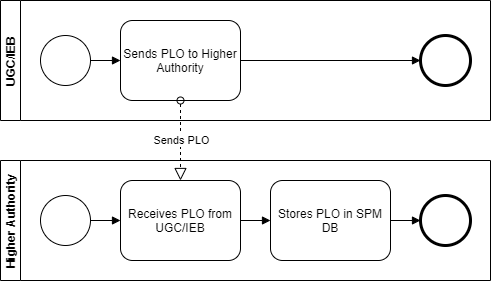 UGC/IEB
Sends PLO to Higher
Authority
Sends PLO
Higher Authority
Receives PLO from
UGC/IEB
Stores PLO in SPM
DB